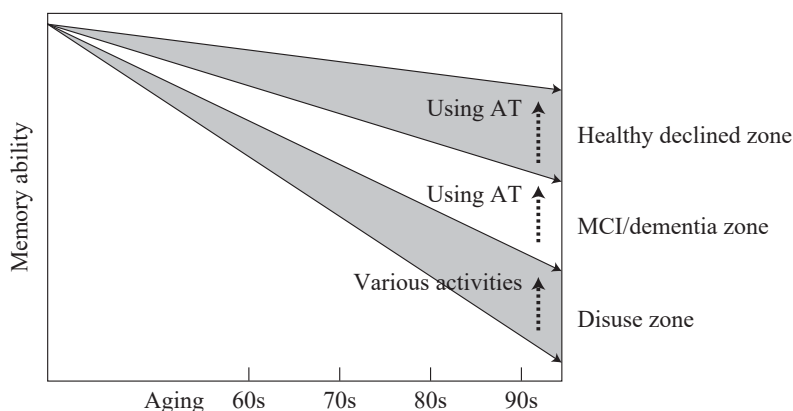 Memory ability
Using AT
Healthy declined zone
Using AT
MCI/dementia zone
Various activities
Disuse zone
Aging 60s 70s 80s 90s